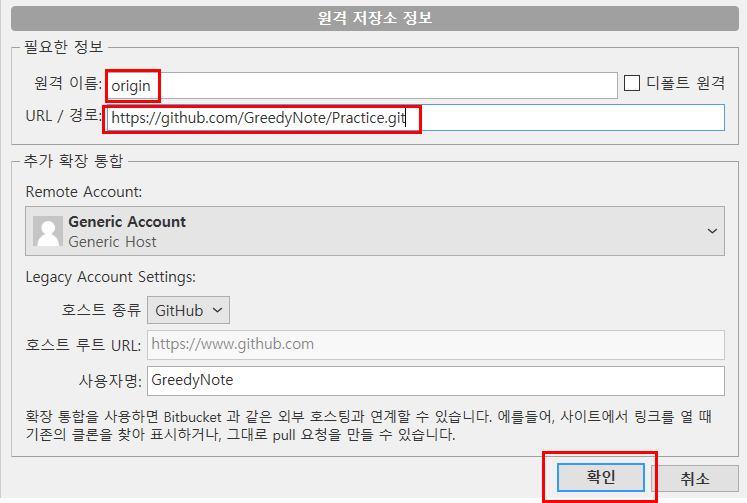 원격 저장소 정보
필요한 정보
원격 이름: origin 디폴트 원격
URL / 경로: https://github.com/GreedyNote/Practice.git
추가 확장 통합
Remote Account:
Generic Account
Generic Host
Legacy Account Settings:
호스트 종류 GitHub
호스트 루트 URL: https://www.github.com
사용자명: GreedyNote
확장 통합을 사용하면 Bitbucket 과 같은 외부 호스팅과 연계할 수 있습니다. 에를들어, 사이트에서 링크를 열 때
기존의 클론을 찾아 표시하거나, 그대로 pull 요청을 만들 수 있습니다.
확인 취소